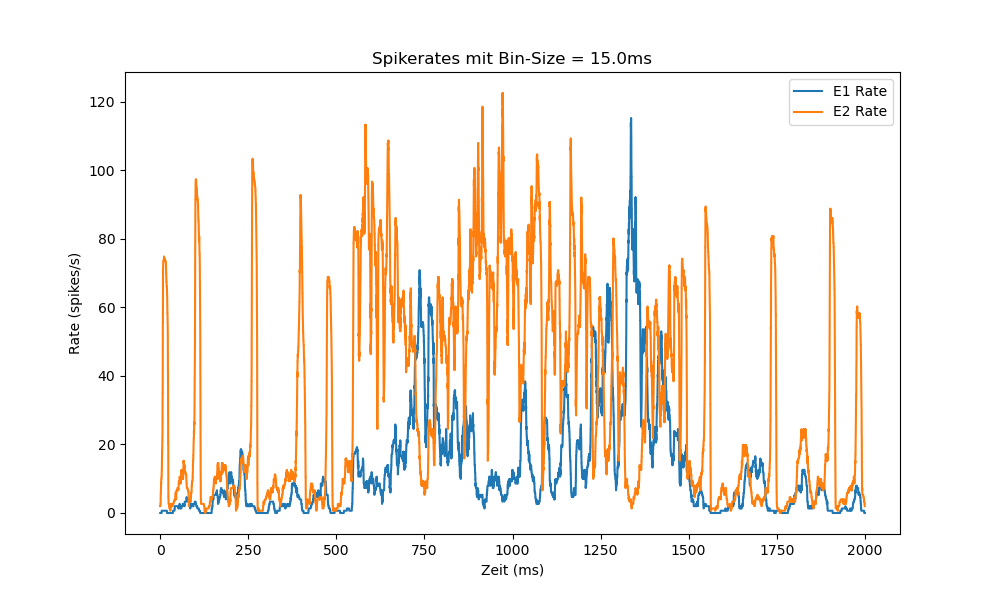 Spikerates mit Bin-Size = 15.0ms
E1 Rate
E2 Rate
120
100
80
60
40
20
0
Rate (spikes/s)
0 250 500 750 1000 1250 1500 1750 2000
Zeit (ms)